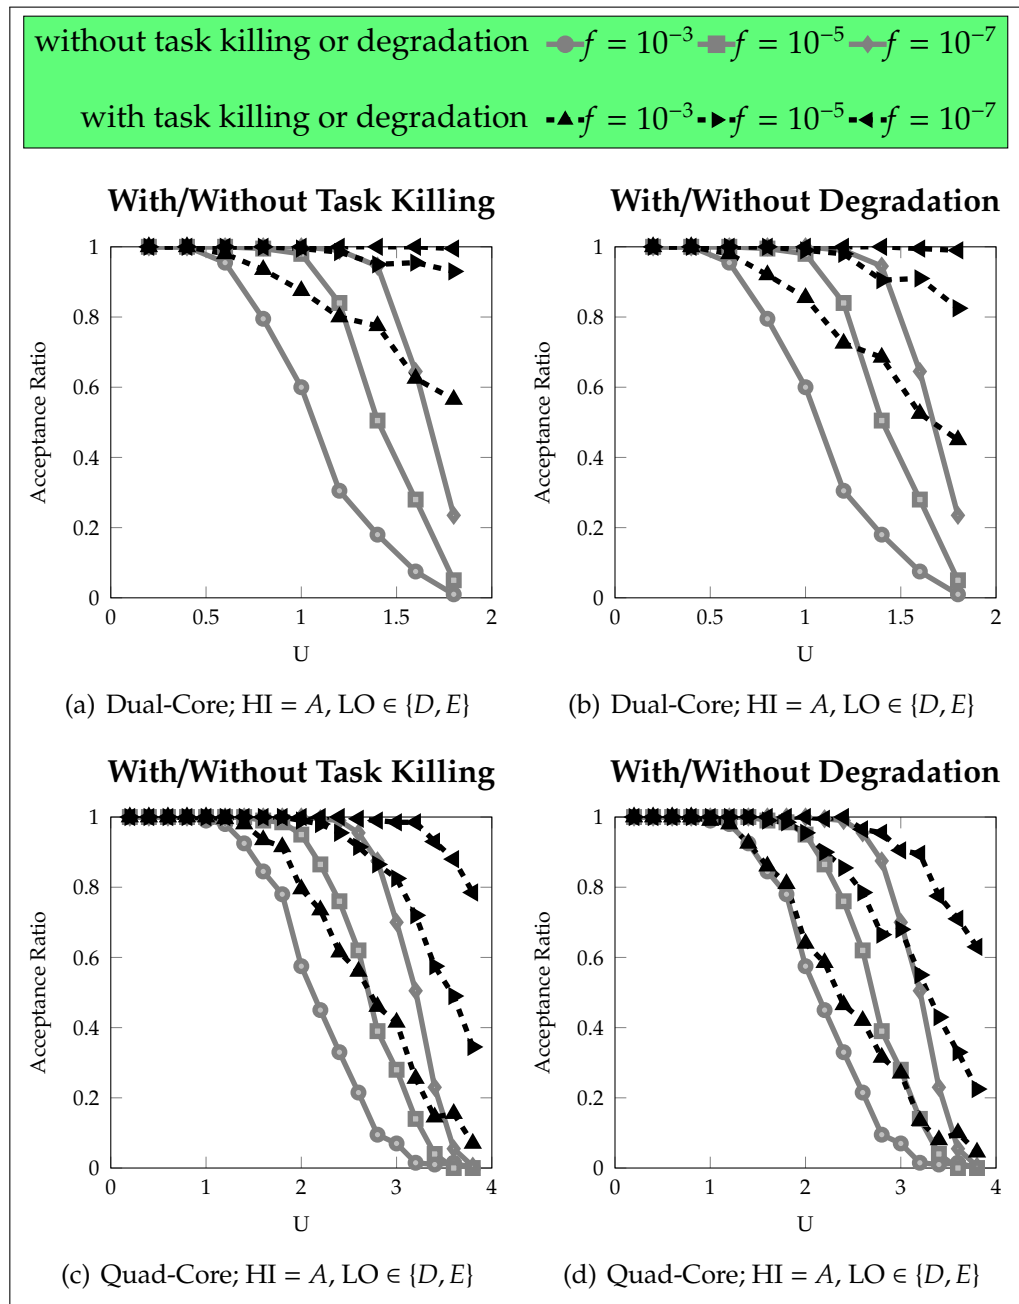 without task killing or degradation f = 10⁻³ f = 10⁻⁵ f = 10⁻⁷
with task killing or degradation f = 10⁻³ f = 10⁻⁵ f = 10⁻⁷
With/Without Task Killing
1
0.8
0.6
0.4
0.2
0
Acceptance Ratio
0 0.5 1 1.5 2
U
(a) Dual-Core; HI = A, LO ∈ {D, E}
With/Without Degradation
1
0.8
0.6
0.4
0.2
0
Acceptance Ratio
0 0.5 1 1.5 2
U
(b) Dual-Core; HI = A, LO ∈ {D, E}
With/Without Task Killing
1
0.8
0.6
0.4
0.2
0
Acceptance Ratio
0 1 2 3 4
U
(c) Quad-Core; HI = A, LO ∈ {D, E}
With/Without Degradation
1
0.8
0.6
0.4
0.2
0
Acceptance Ratio
0 1 2 3 4
U
(d) Quad-Core; HI = A, LO ∈ {D, E}